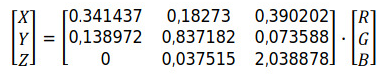 [X] [0.341437 0,18273 0,390202] [R]
[Y] = [0,138972 0,837182 0,073588] · [G]
[Z] [0 0,037515 2,038878] [B]